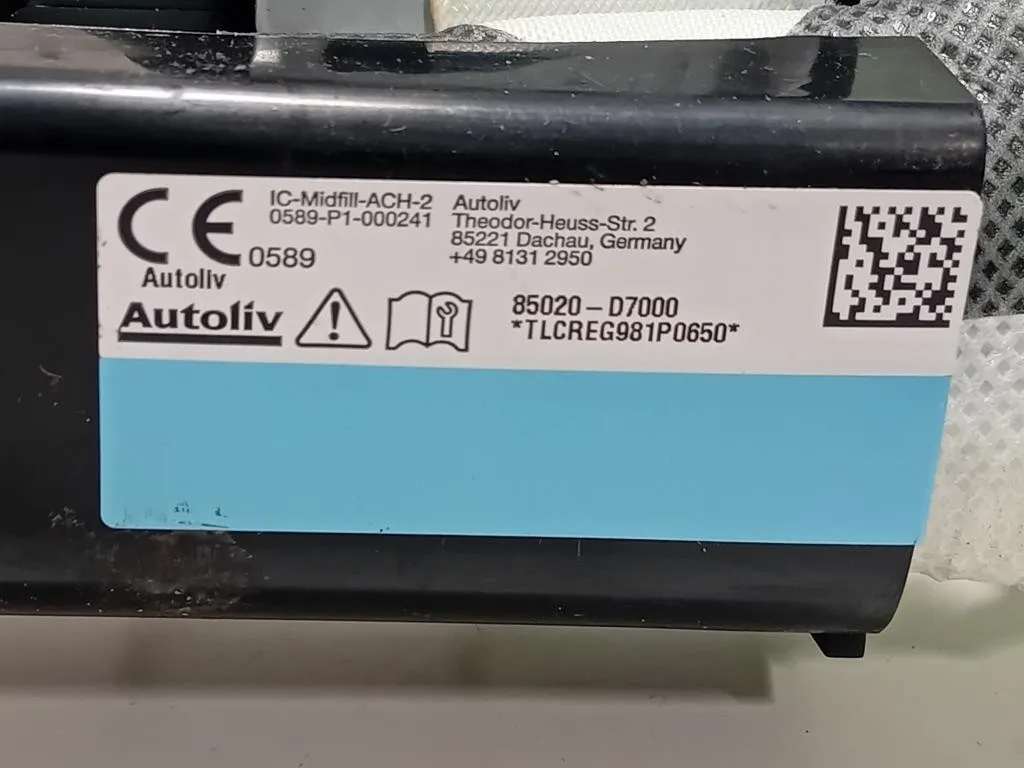 CE 0589
Autoliv
Autoliv
IC-Midfill-ACH-2
0589-P1-000241
Autoliv
Theodor-Heuss-Str. 2
85221 Dachau, Germany
+49 8131 2950
85020-D7000
*TLCREG981P0650*